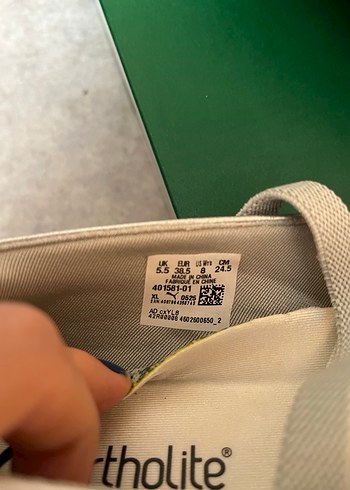 UK EUR US Wn's CM
5.5 38.5 8 24.5
MADE IN CHINA
FABRIQUÉ EN CHINE
401581-01
XL 0525
AD cXYL8
rtholite®